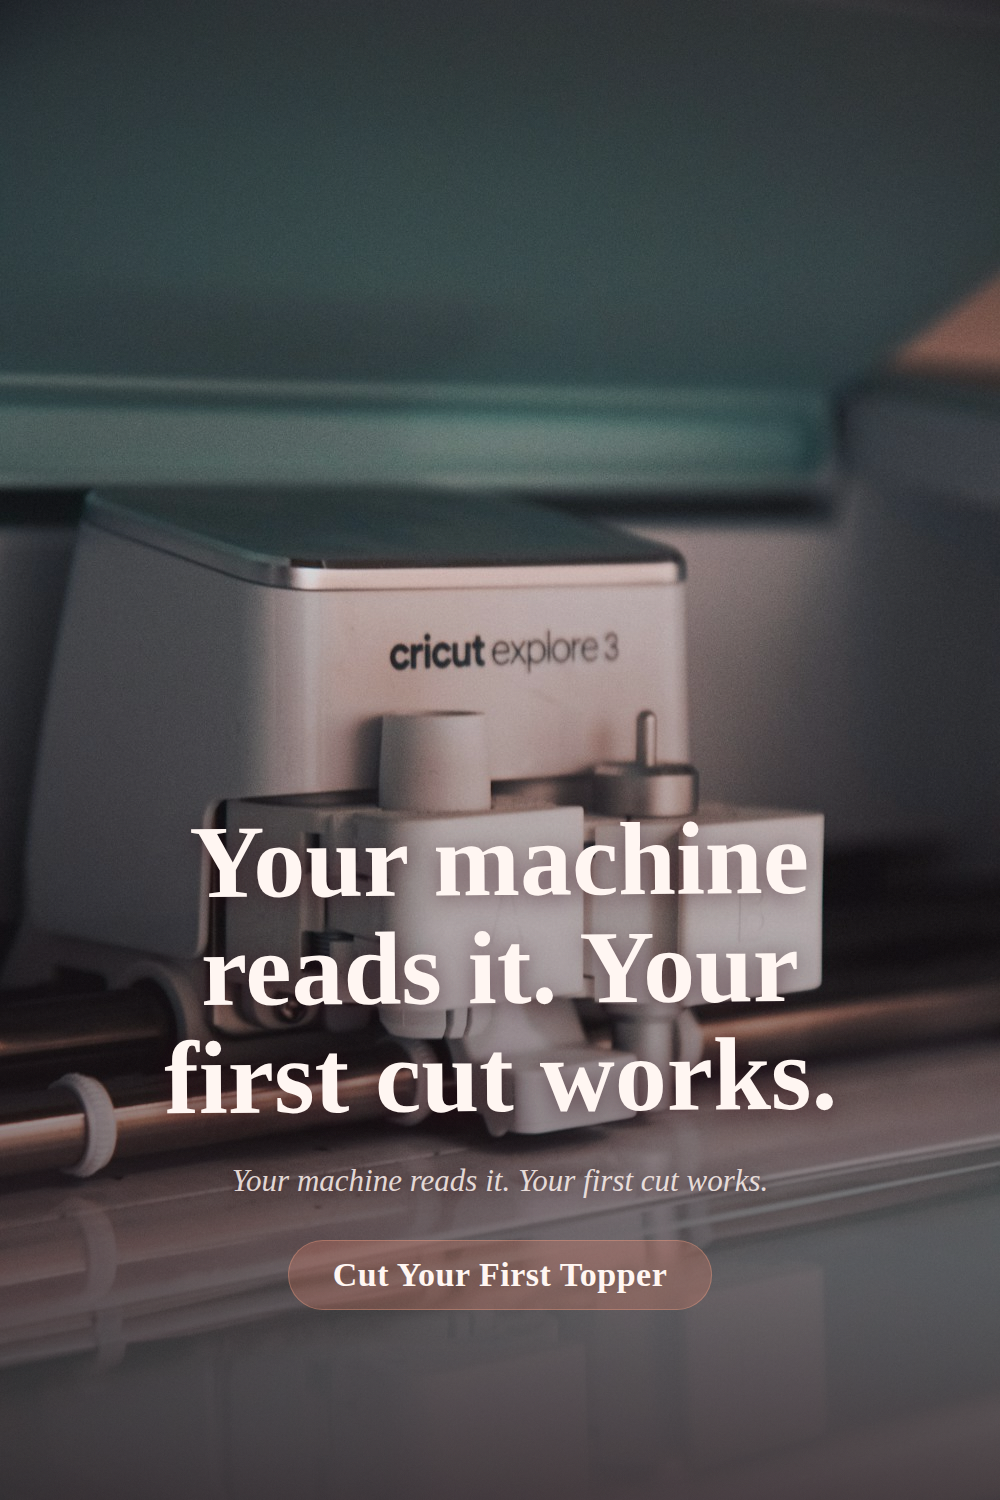 cricut explore 3
Your machine
reads it. Your
first cut works.
Your machine reads it. Your first cut works.
Cut Your First Topper